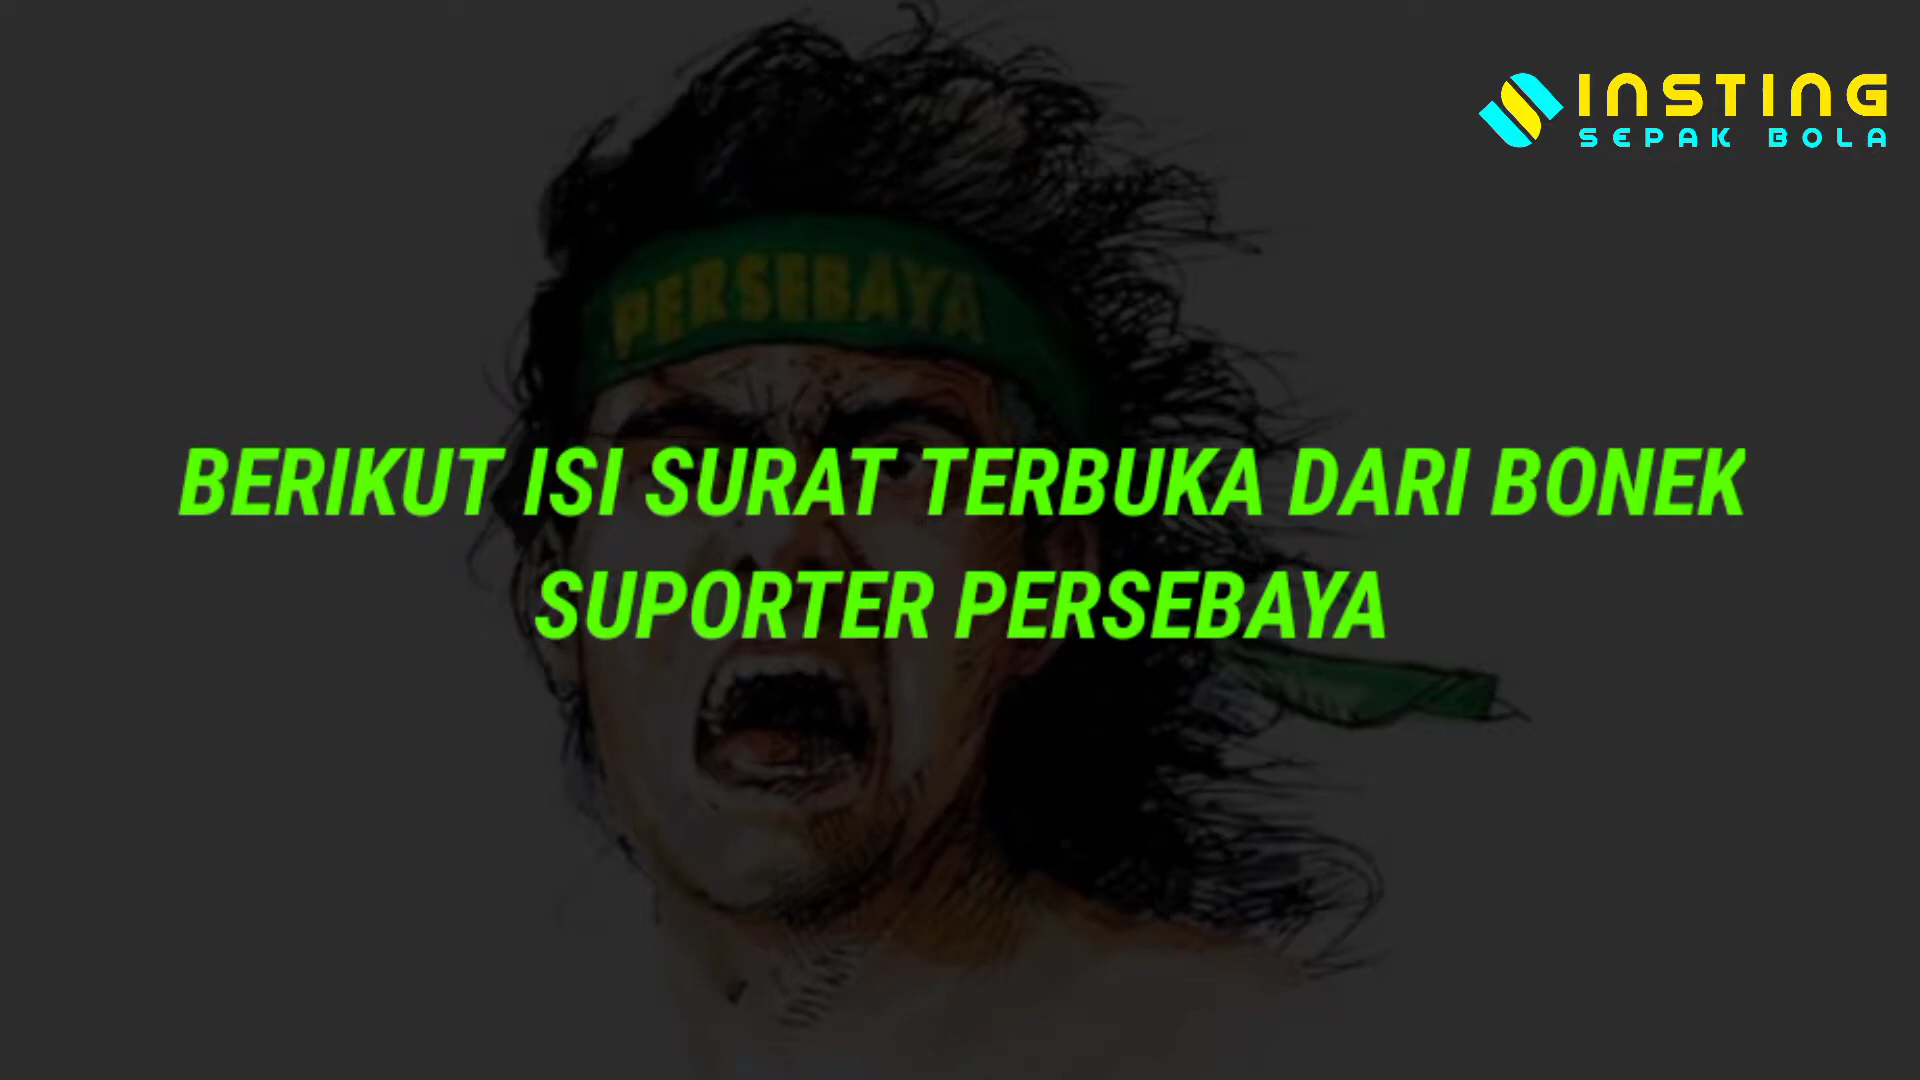 INSTING
SEPAK BOLA
PERSEBAYA
BERIKUT ISI SURAT TERBUKA DARI BONEK
SUPORTER PERSEBAYA